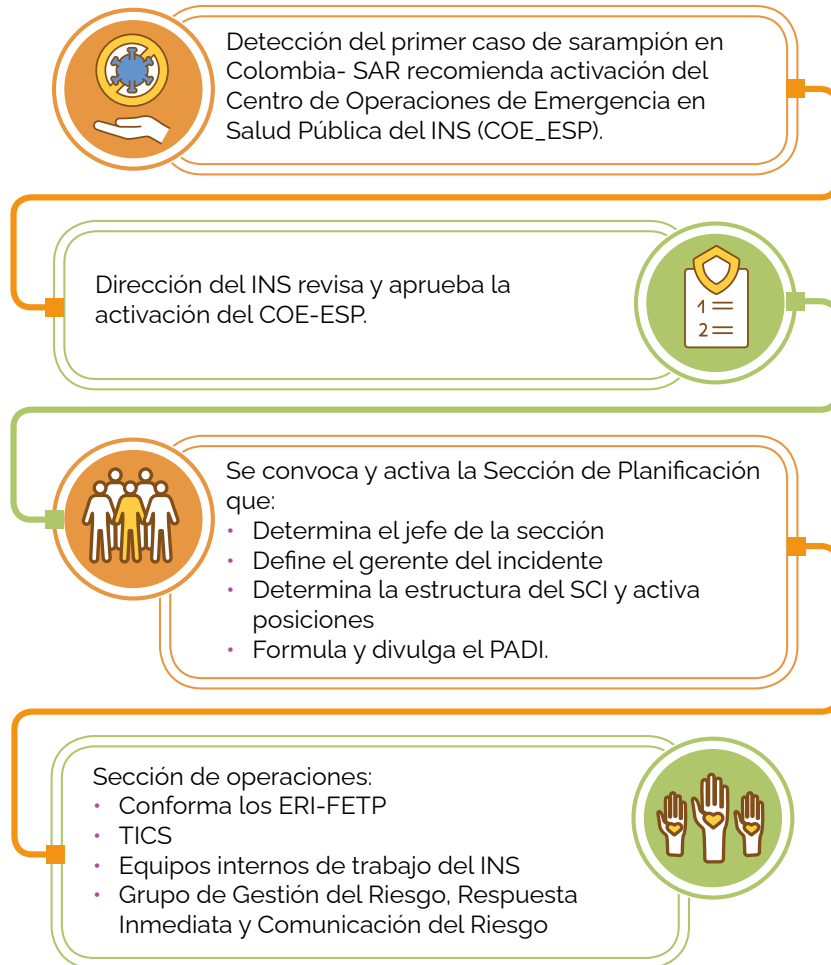 Detección del primer caso de sarampión en
Colombia- SAR recomienda activación del
Centro de Operaciones de Emergencia en
Salud Pública del INS (COE_ESP).
Dirección del INS revisa y aprueba la
activación del COE-ESP.
1
2
Se convoca y activa la Sección de Planificación
que:
• Determina el jefe de la sección
• Define el gerente del incidente
• Determina la estructura del SCI y activa
posiciones
• Formula y divulga el PADI.
Sección de operaciones:
• Conforma los ERI-FETP
• TICS
• Equipos internos de trabajo del INS
• Grupo de Gestión del Riesgo, Respuesta
Inmediata y Comunicación del Riesgo